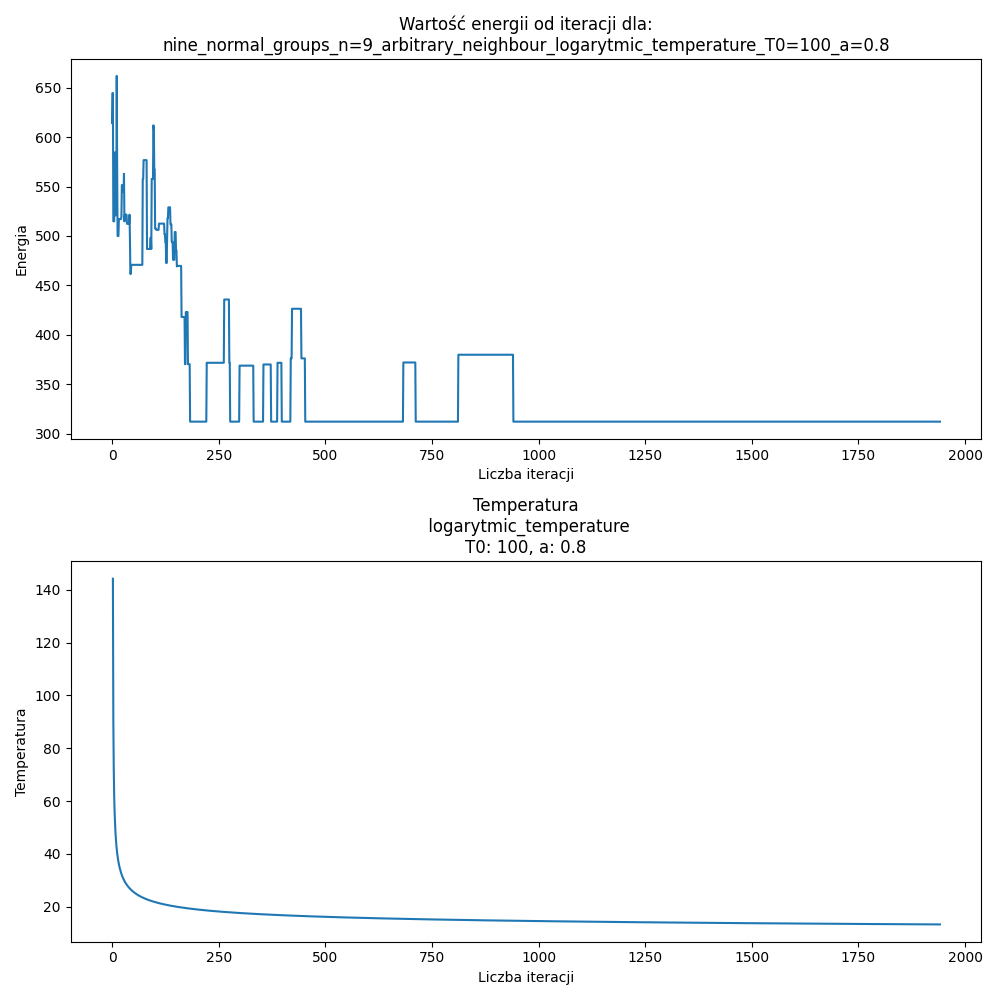 Wartość energii od iteracji dla:
nine_normal_groups_n=9_arbitrary_neighbour_logarytmic_temperature_T0=100_a=0.8
650
600
550
500
450
400
350
300
Energia
0 250 500 750 1000 1250 1500 1750 2000
Liczba iteracji
Temperatura
logarytmic_temperature
T0: 100, a: 0.8
140
120
100
80
60
40
20
Temperatura
0 250 500 750 1000 1250 1500 1750 2000
Liczba iteracji